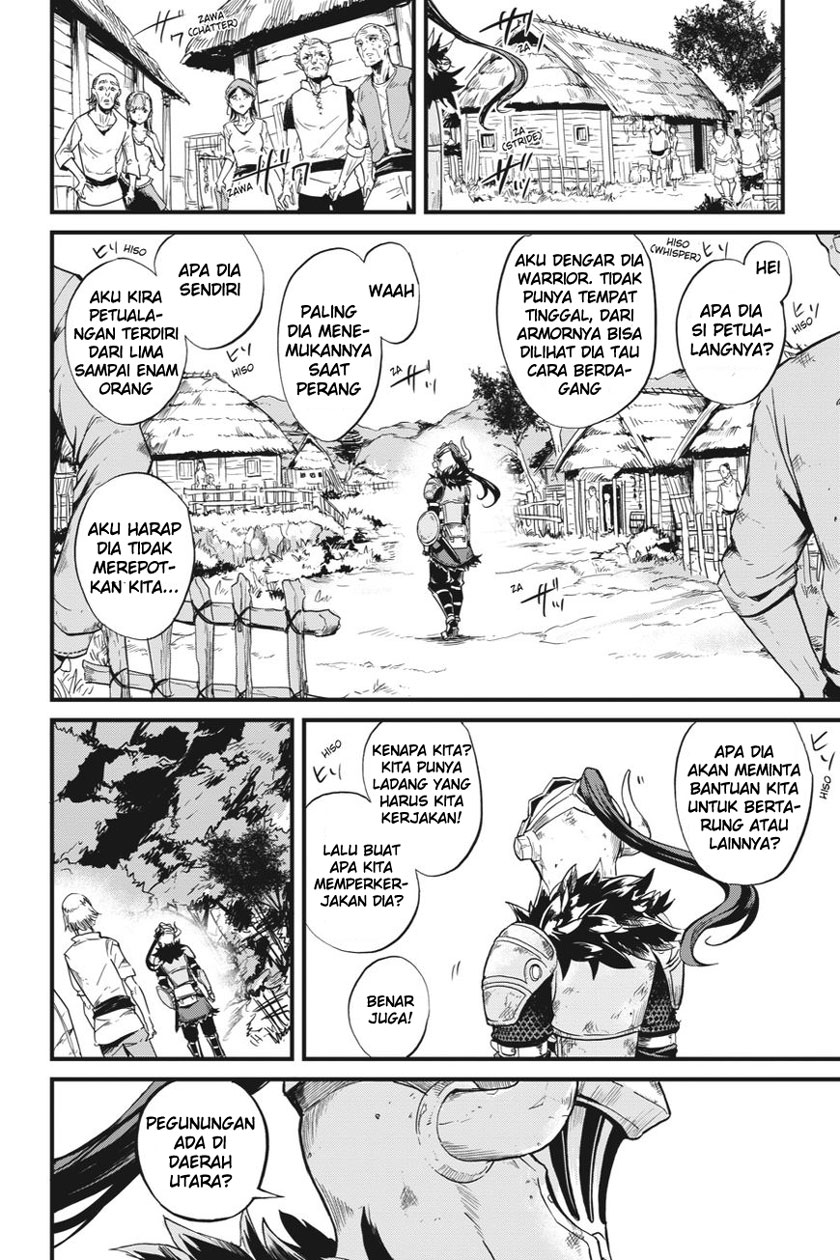 ZA
(STRIDE)
ZAWA
(CHATTER)
ZAWA
HISO
(WHISPER)
HEI
APA DIA
SI PETUA-
LANGNYA?
HISO
AKU DENGAR DIA
WARRIOR. TIDAK
PUNYA TEMPAT
TINGGAL, DARI
ARMORNYA BISA
DILIHAT DIA TAU
CARA BERDA-
GANG
WAAH
PALING
DIA MENE-
MUKANNYA
SAAT
PERANG
ZA
ZA
HISO
APA DIA
SENDIRI
AKU KIRA
PETUALA-
NGAN TERDIRI
DARI LIMA
SAMPAI ENAM
ORANG
HISO
AKU HARAP
DIA TIDAK
MEREPOT-
KAN KITA...
APA DIA
AKAN MEMINTA
BANTUAN KITA
UNTUK BERTA-
RUNG ATAU
LAINNYA?
HISO
KENAPA KITA?
KITA PUNYA
LADANG YANG
HARUS KITA
KERJAKAN!
HISO
LALU BUAT
APA KITA
MEMPERKER-
JAKAN DIA?
BENAR
JUGA!
PEGUNUNGAN
ADA DI
DAERAH
UTARA?